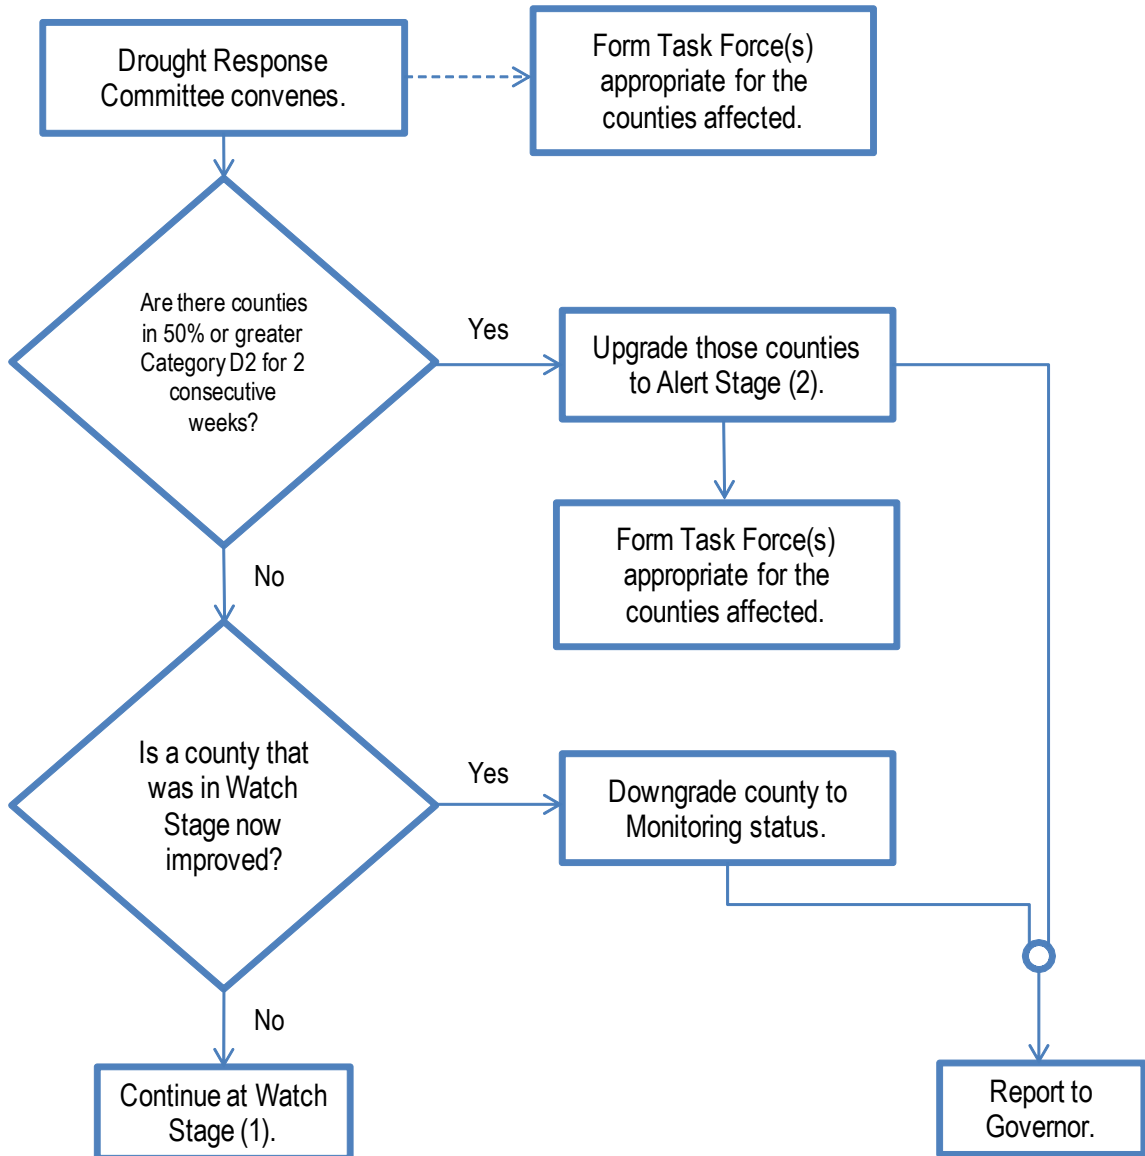 Drought Response
Committee convenes.
Form Task Force(s)
appropriate for the
counties affected.
Are there counties
in 50% or greater
Category D2 for 2
consecutive
weeks?
Yes
Upgrade those counties
to Alert Stage (2).
Form Task Force(s)
appropriate for the
counties affected.
No
Is a county that
was in Watch
Stage now
improved?
Yes
Downgrade county to
Monitoring status.
No
Continue at Watch
Stage (1).
Report to
Governor.